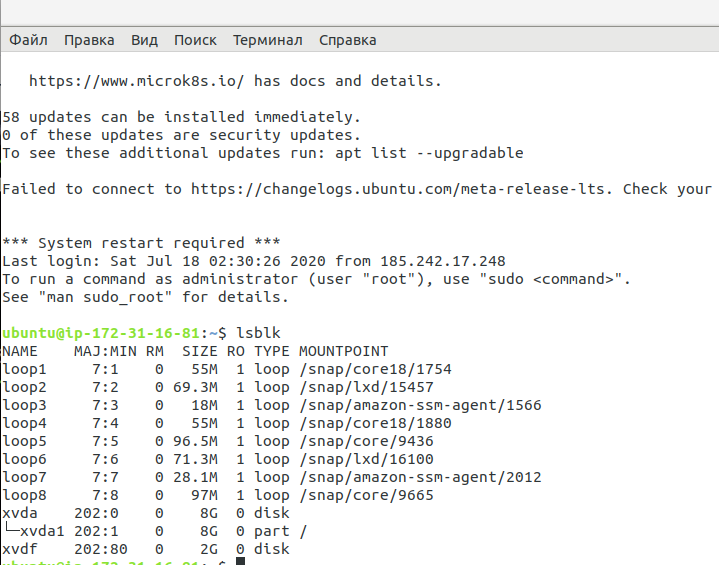 Файл Правка Вид Поиск Терминал Справка
https://www.microk8s.io/ has docs and details.
58 updates can be installed immediately.
0 of these updates are security updates.
To see these additional updates run: apt list --upgradable
Failed to connect to https://changelogs.ubuntu.com/meta-release-lts. Check your
*** System restart required ***
Last login: Sat Jul 18 02:30:26 2020 from 185.242.17.248
To run a command as administrator (user "root"), use "sudo <command>".
See "man sudo_root" for details.
ubuntu@ip-172-31-16-81:~$ lsblk
NAME    MAJ:MIN RM  SIZE RO TYPE MOUNTPOINT
loop1     7:1    0   55M  1 loop /snap/core18/1754
loop2     7:2    0 69.3M  1 loop /snap/lxd/15457
loop3     7:3    0   18M  1 loop /snap/amazon-ssm-agent/1566
loop4     7:4    0   55M  1 loop /snap/core18/1880
loop5     7:5    0 96.5M  1 loop /snap/core/9436
loop6     7:6    0 71.3M  1 loop /snap/lxd/16100
loop7     7:7    0 28.1M  1 loop /snap/amazon-ssm-agent/2012
loop8     7:8    0   97M  1 loop /snap/core/9665
xvda    202:0    0    8G  0 disk
└─xvda1 202:1    0    8G  0 part /
xvdf    202:80   0    2G  0 disk
ubuntu@ip-172-31-16-81:~$